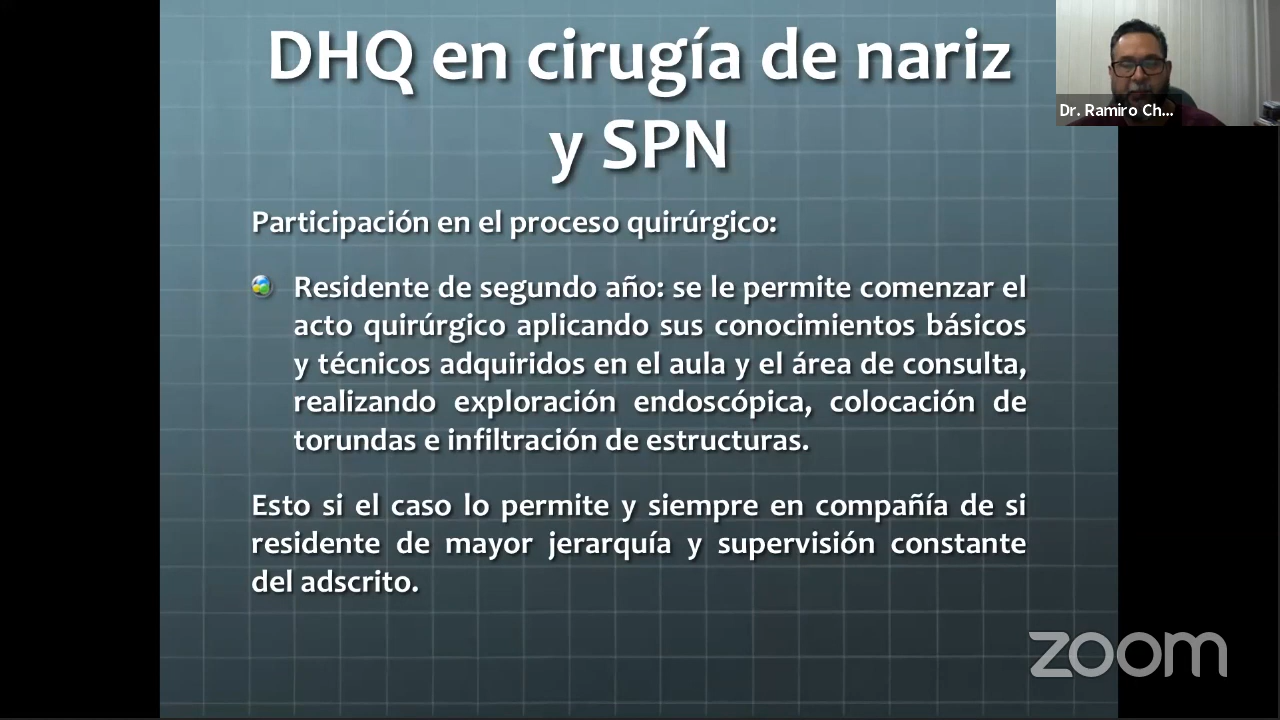 DHQ en cirugía de nariz
y SPN
Dr. Ramiro Ch...
Participación en el proceso quirúrgico:
Residente de segundo año: se le permite comenzar el
acto quirúrgico aplicando sus conocimientos básicos
y técnicos adquiridos en el aula y el área de consulta,
realizando exploración endoscópica, colocación de
torundas e infiltración de estructuras.
Esto si el caso lo permite y siempre en compañía de si
residente de mayor jerarquía y supervisión constante
del adscrito.
zoom